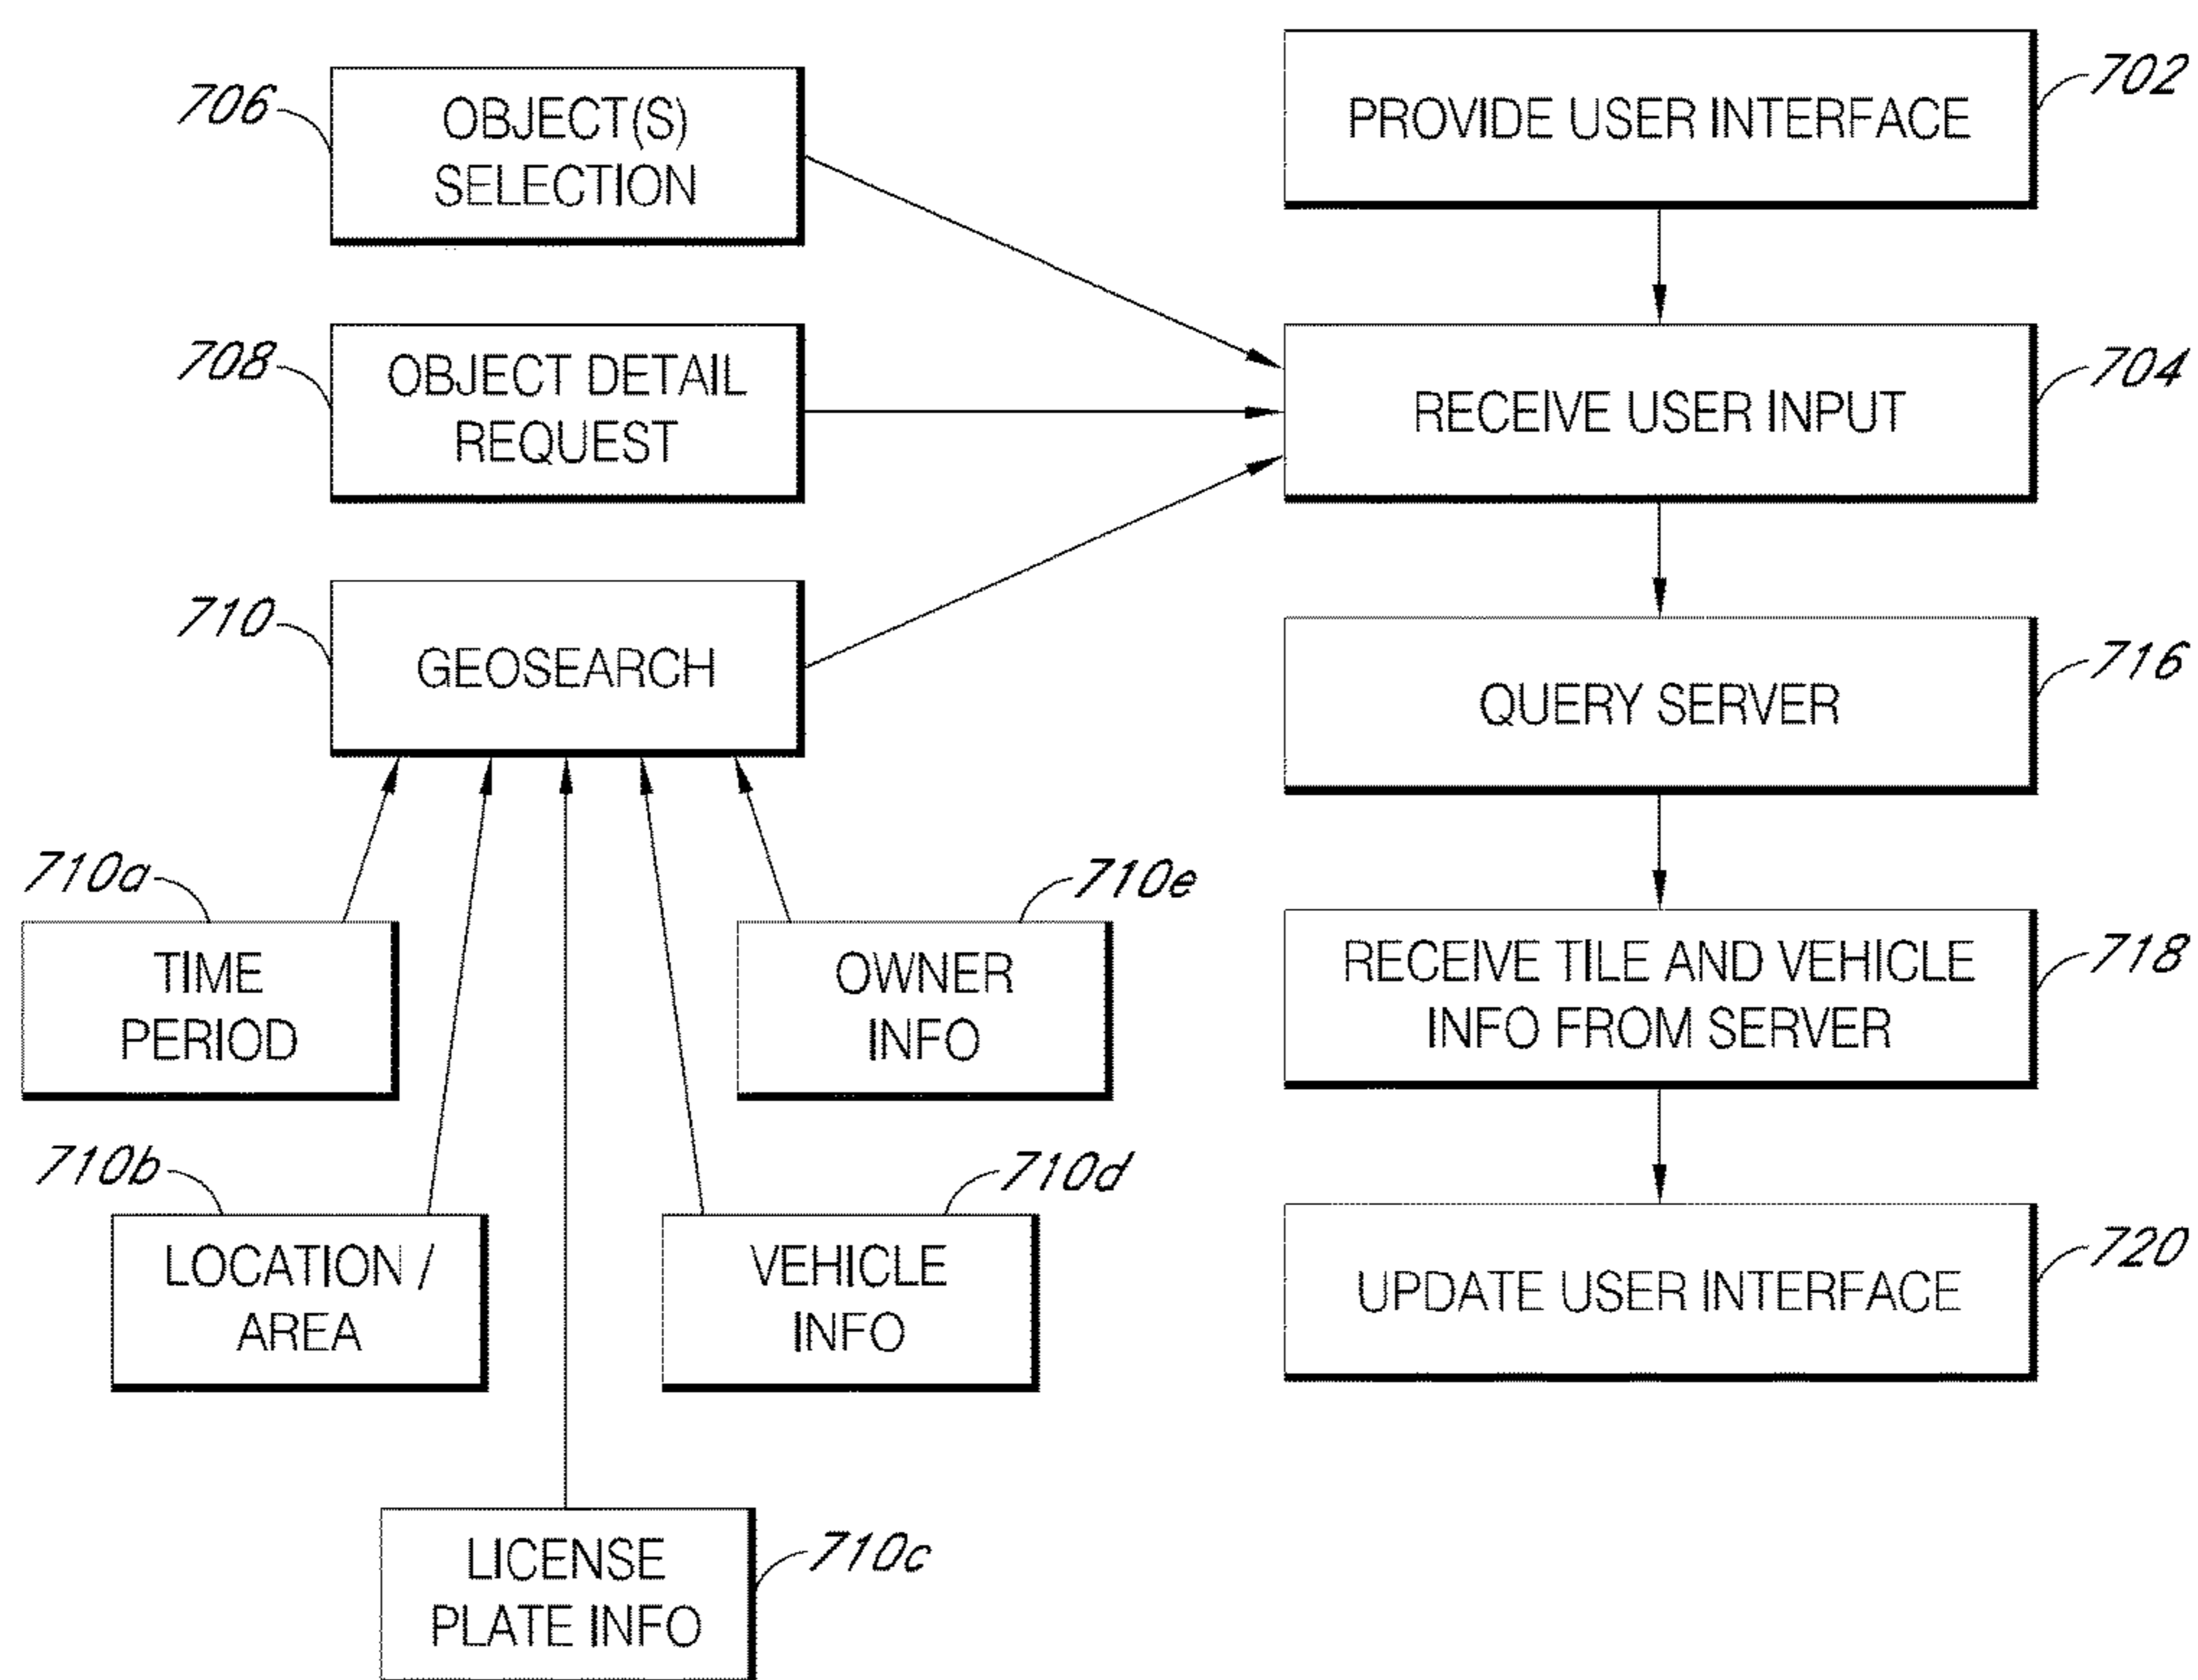 702
PROVIDE USER INTERFACE
706
OBJECT(S)
SELECTION
704
RECEIVE USER INPUT
708
OBJECT DETAIL
REQUEST
710
GEOSEARCH
716
QUERY SERVER
710a
TIME
PERIOD
710e
OWNER
INFO
718
RECEIVE TILE AND VEHICLE
INFO FROM SERVER
710b
LOCATION /
AREA
710d
VEHICLE
INFO
720
UPDATE USER INTERFACE
710c
LICENSE
PLATE INFO